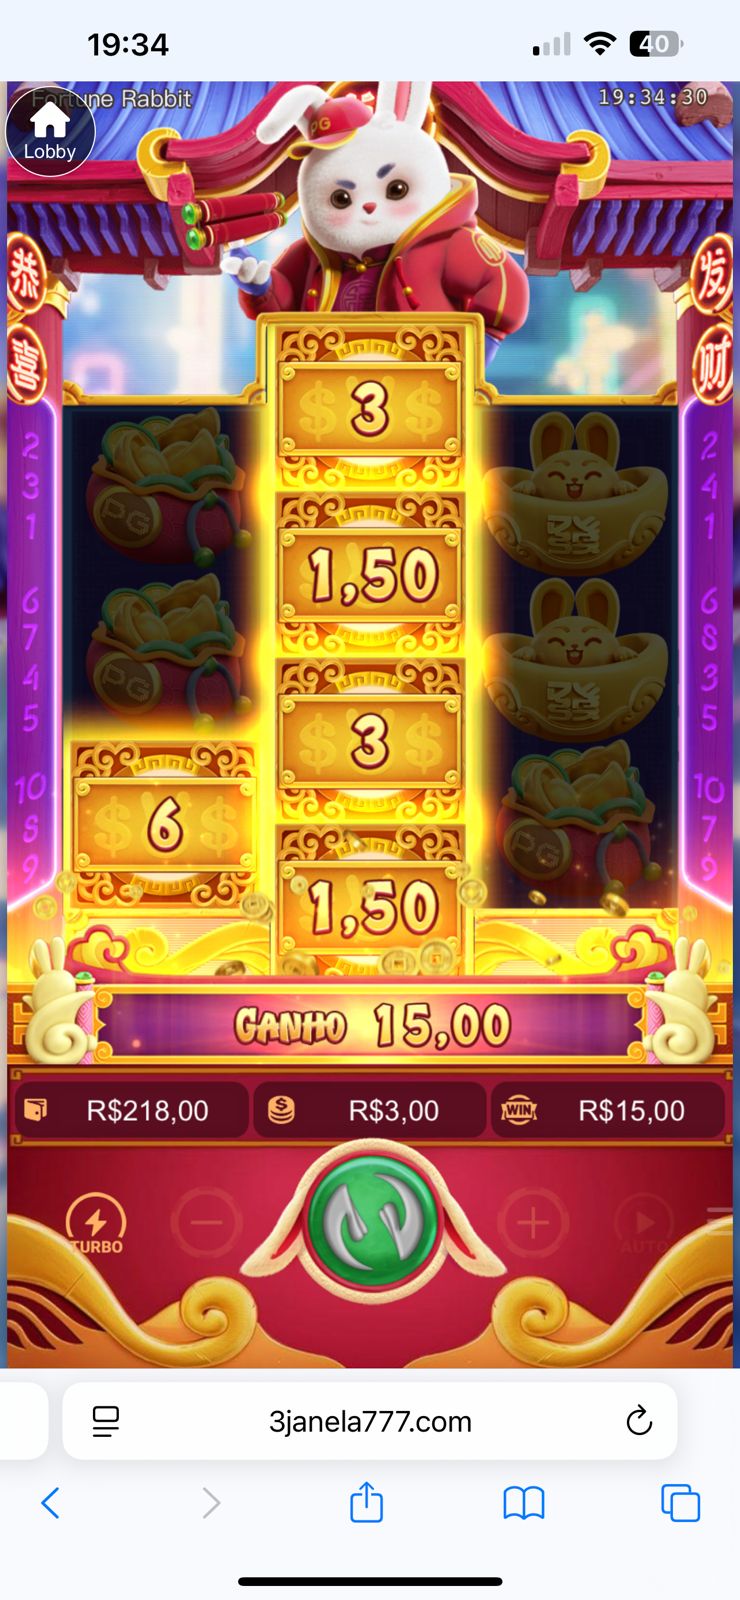 19:34
40
Fortune Rabbit
19:34:30
Lobby
PG
恭喜
发财
3
1,50
3
6
1,50
2
3
1
6
7
4
5
10
8
9
2
4
1
6
8
3
5
10
7
9
PG
PG
發
發
PG
GANHO 15,00
R$218,00
R$3,00
WIN
R$15,00
TURBO
AUTO
3janela777.com